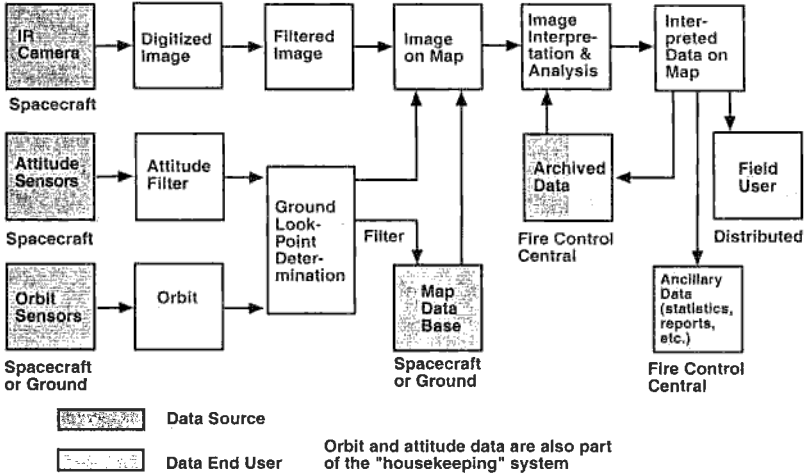 IR
Camera
Spacecraft
Digitized
Image
Filtered
Image
Image
on Map
Image
Interpre-
tation &
Analysis
Inter-
preted
Data on
Map
Attitude
Sensors
Spacecraft
Attitude
Filter
Ground
Look-
Point
Deter-
mination
Filter
Archived
Data
Fire Control
Central
Field
User
Distributed
Orbit
Sensors
Spacecraft
or Ground
Orbit
Map
Data
Base
Spacecraft
or Ground
Ancillary
Data
(statistics,
reports,
etc.)
Fire Control
Central
Data Source
Data End User
Orbit and attitude data are also part
of the "housekeeping" system